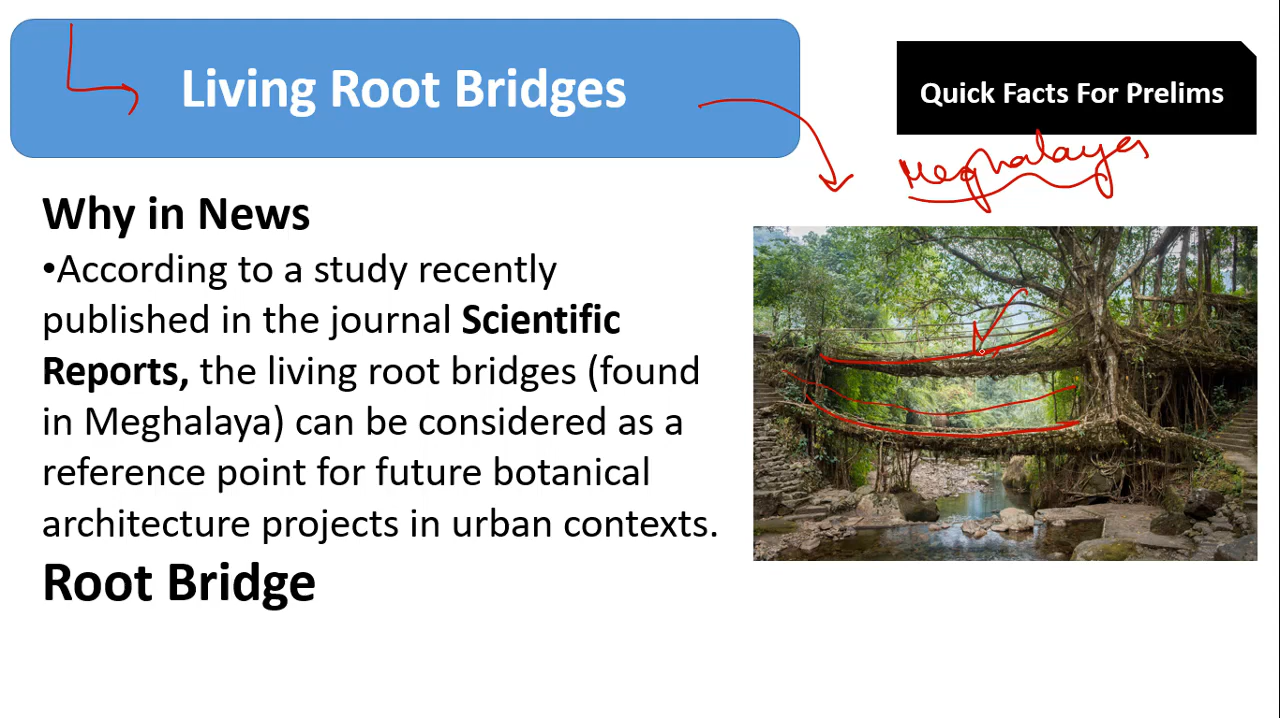 Living Root Bridges
Quick Facts For Prelims
Meghalaya
Why in News
•According to a study recently
published in the journal Scientific
Reports, the living root bridges (found
in Meghalaya) can be considered as a
reference point for future botanical
architecture projects in urban contexts.
Root Bridge